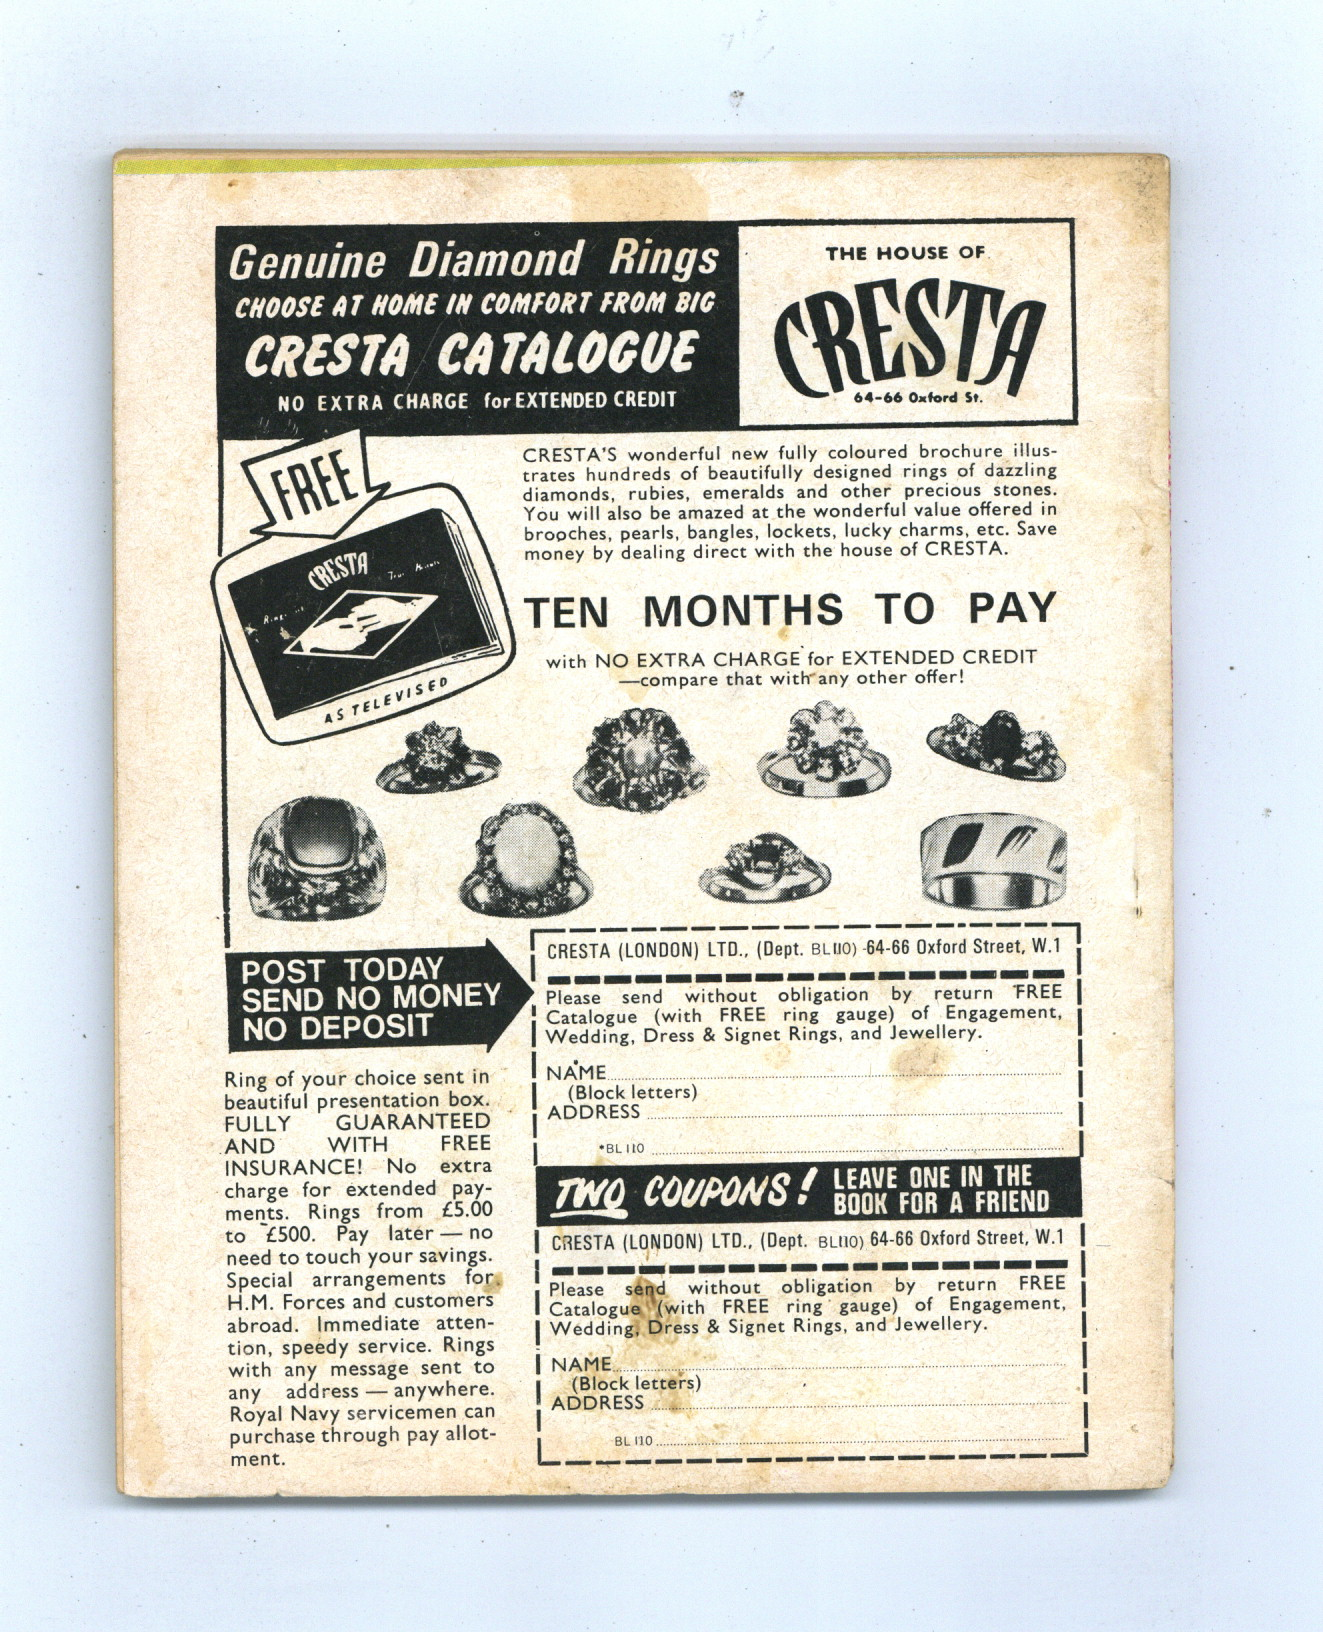 Genuine Diamond Rings
CHOOSE AT HOME IN COMFORT FROM BIG
CRESTA CATALOGUE
NO EXTRA CHARGE for EXTENDED CREDIT
THE HOUSE OF
CRESTA
64-66 Oxford St.
FREE
CRESTA
AS TELEVISED
CRESTA'S wonderful new fully coloured brochure illus-
trates hundreds of beautifully designed rings of dazzling
diamonds, rubies, emeralds and other precious stones.
You will also be amazed at the wonderful value offered in
brooches, pearls, bangles, lockets, lucky charms, etc. Save
money by dealing direct with the house of CRESTA.
TEN MONTHS TO PAY
with NO EXTRA CHARGE for EXTENDED CREDIT
—compare that with any other offer!
POST TODAY
SEND NO MONEY
NO DEPOSIT
Ring of your choice sent in
beautiful presentation box.
FULLY GUARANTEED
AND WITH FREE
INSURANCE! No extra
charge for extended pay-
ments. Rings from £5.00
to £500. Pay later — no
need to touch your savings.
Special arrangements for
H.M. Forces and customers
abroad. Immediate atten-
tion, speedy service. Rings
with any message sent to
any address — anywhere.
Royal Navy servicemen can
purchase through pay allot-
ment.
CRESTA (LONDON) LTD., (Dept. BL110) 64-66 Oxford Street, W.1
Please send without obligation by return FREE
Catalogue (with FREE ring gauge) of Engagement,
Wedding, Dress & Signet Rings, and Jewellery.
NAME
(Block letters)
ADDRESS
BL110
TWO COUPONS! LEAVE ONE IN THE
BOOK FOR A FRIEND
CRESTA (LONDON) LTD., (Dept. BL110) 64-66 Oxford Street, W.1
Please send without obligation by return FREE
Catalogue (with FREE ring gauge) of Engagement,
Wedding, Dress & Signet Rings, and Jewellery.
NAME
(Block letters)
ADDRESS
BL110